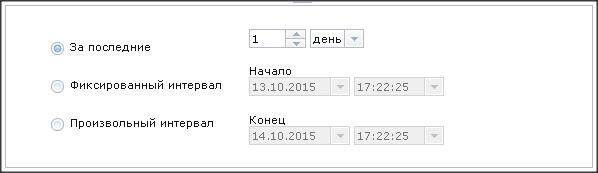 За последние 1 день
Фиксированный интервал
Начало
13.10.2015 17:22:25
Произвольный интервал
Конец
14.10.2015 17:22:25